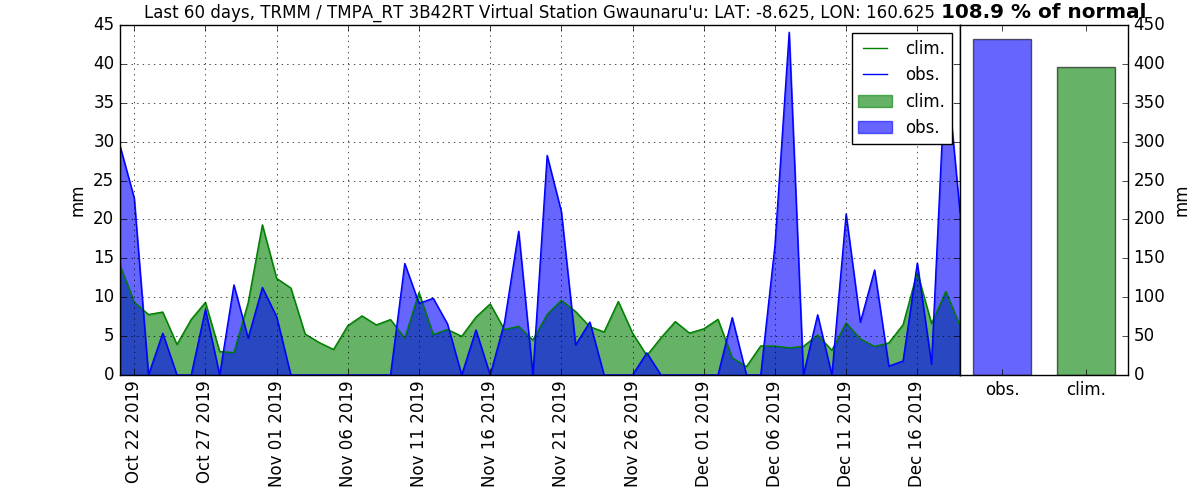 Last 60 days, TRMM / TMPA_RT 3B42RT Virtual Station Gwaunaru'u: LAT: -8.625, LON: 160.625 108.9 % of normal
45
40
35
30
25
20
15
10
5
0
mm
clim.
obs.
clim.
obs.
450
400
350
300
250
200
150
100
50
0
mm
obs.
clim.
Oct 22 2019
Oct 27 2019
Nov 01 2019
Nov 06 2019
Nov 11 2019
Nov 16 2019
Nov 21 2019
Nov 26 2019
Dec 01 2019
Dec 06 2019
Dec 11 2019
Dec 16 2019